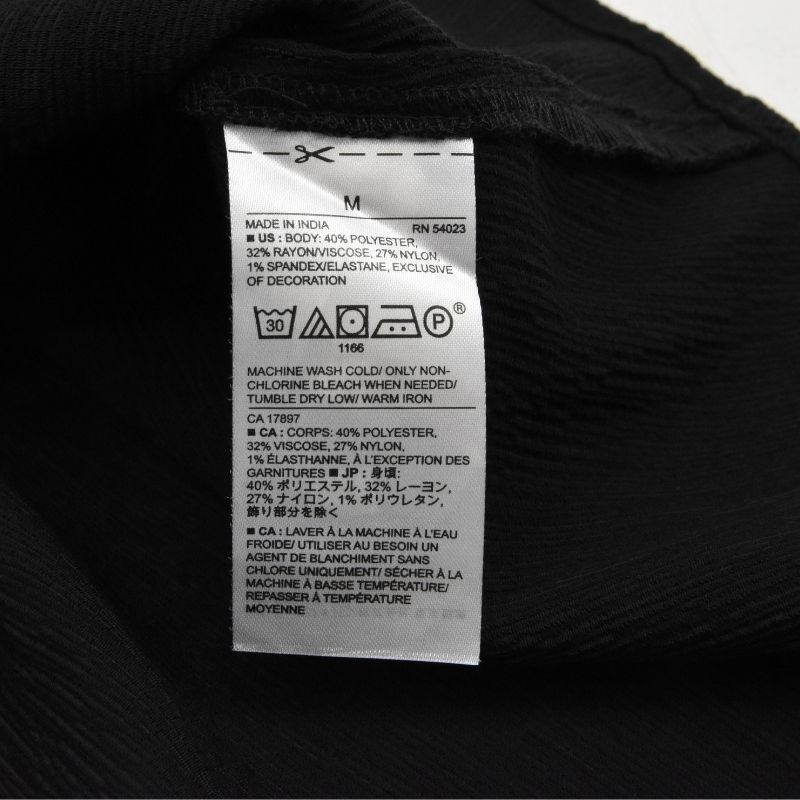 M
MADE IN INDIA RN 54023
■ US : BODY: 40% POLYESTER,
32% RAYON/VISCOSE, 27% NYLON,
1% SPANDEX/ELASTANE, EXCLUSIVE
OF DECORATION
30 P ®
1166
MACHINE WASH COLD/ ONLY NON-
CHLORINE BLEACH WHEN NEEDED/
TUMBLE DRY LOW/ WARM IRON
CA 17897
■ CA : CORPS: 40% POLYESTER,
32% VISCOSE, 27% NYLON,
1% ÉLASTHANNE, À L'EXCEPTION DES
GARNITURES ■ JP : 身頃:
40% ポリエステル, 32% レーヨン,
27% ナイロン, 1% ポリウレタン,
飾り部分を除く
■ CA : LAVER À LA MACHINE À L'EAU
FROIDE/ UTILISER AU BESOIN UN
AGENT DE BLANCHIMENT SANS
CHLORE UNIQUEMENT/ SÉCHER À LA
MACHINE À BASSE TEMPÉRATURE/
REPASSER À TEMPÉRATURE
MOYENNE